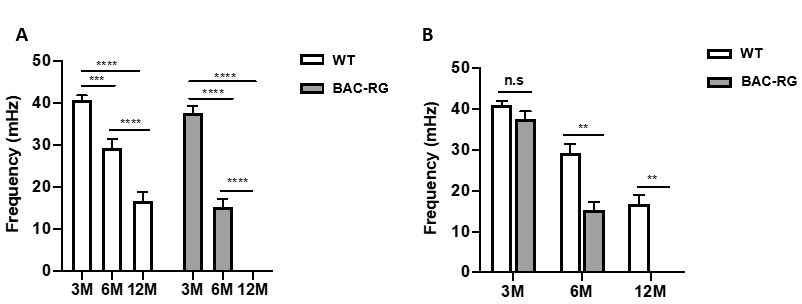 A
Frequency (mHz)
50
40
30
20
10
0
****
***
****
****
****
****
3M 6M 12M 3M 6M 12M
WT
BAC-RG
B
Frequency (mHz)
50
40
30
20
10
0
n.s
**
**
3M 6M 12M
WT
BAC-RG